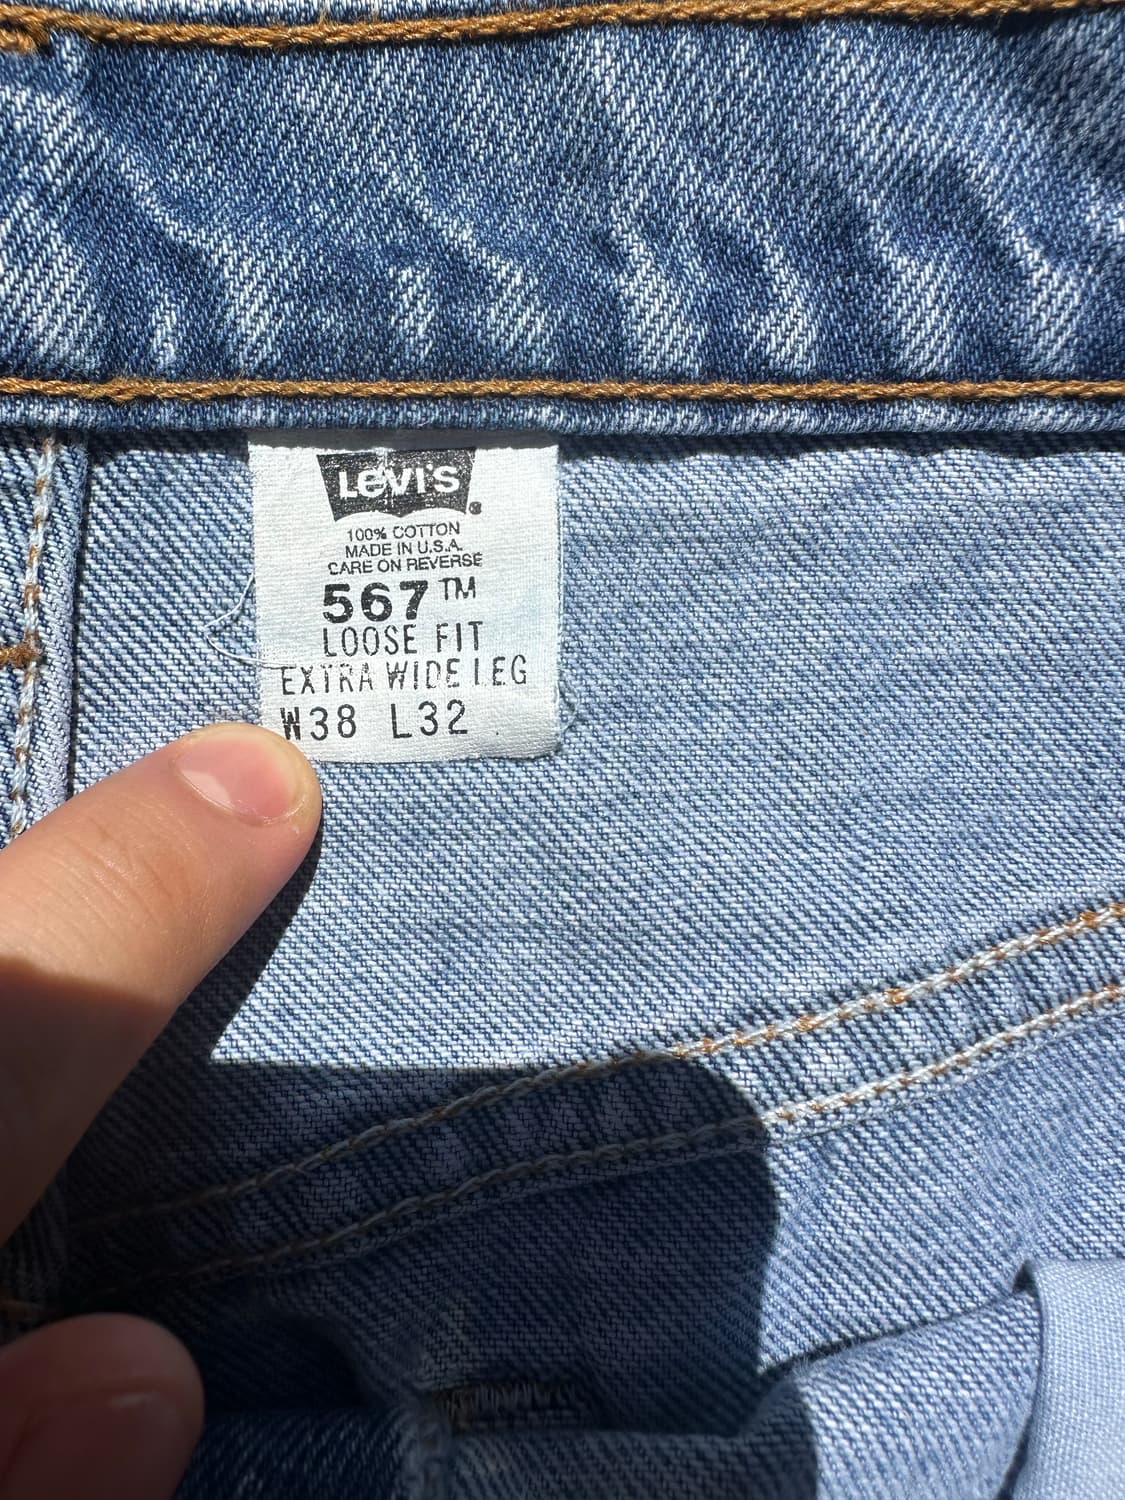 LEVI'S
100% COTTON
MADE IN U.S.A.
CARE ON REVERSE
567™
LOOSE FIT
EXTRA WIDE LEG
W38 L32